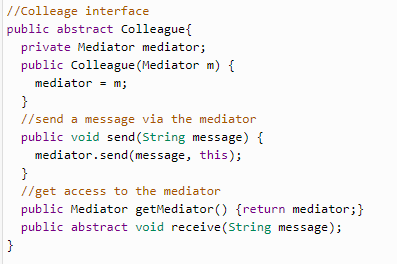 //Colleage interface
public abstract Colleague{
  private Mediator mediator;
  public Colleague(Mediator m) {
    mediator = m;
  }
  //send a message via the mediator
  public void send(String message) {
    mediator.send(message, this);
  }
  //get access to the mediator
  public Mediator getMediator() {return mediator;}
  public abstract void receive(String message);
}